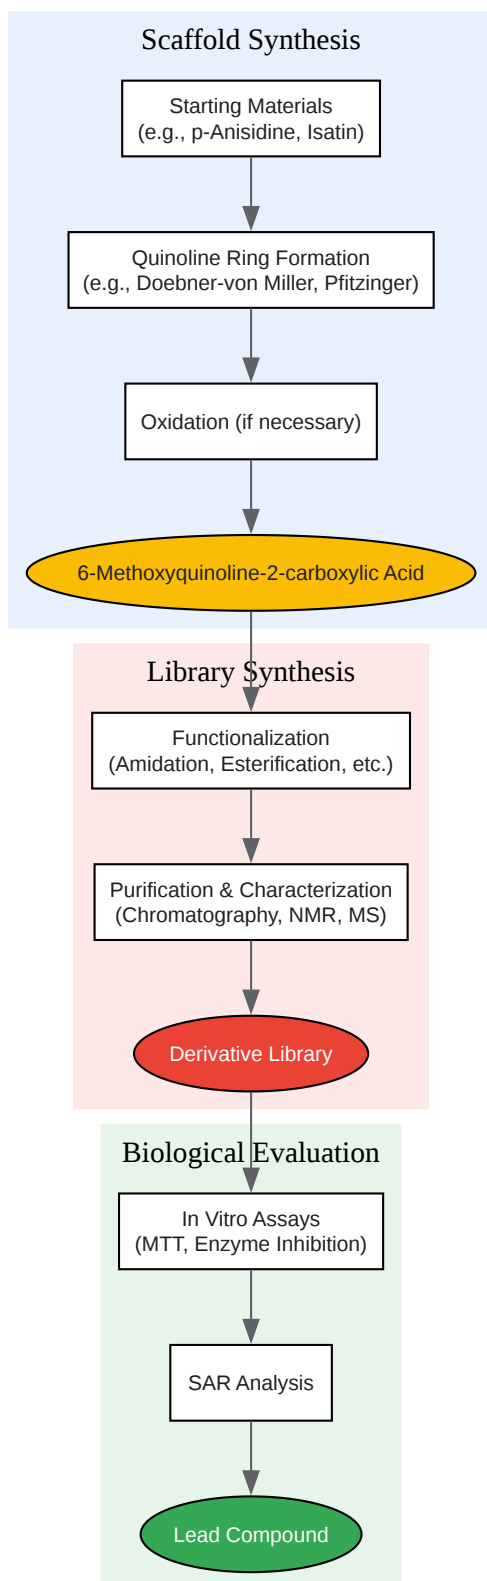 Scaffold Synthesis
Starting Materials
(e.g., p-Anisidine, Isatin)
Quinoline Ring Formation
(e.g., Doebner-von Miller, Pfitzinger)
Oxidation (if necessary)
6-Methoxyquinoline-2-carboxylic Acid
Library Synthesis
Functionalization
(Amidation, Esterification, etc.)
Purification & Characterization
(Chromatography, NMR, MS)
Derivative Library
Biological Evaluation
In Vitro Assays
(MTT, Enzyme Inhibition)
SAR Analysis
Lead Compound